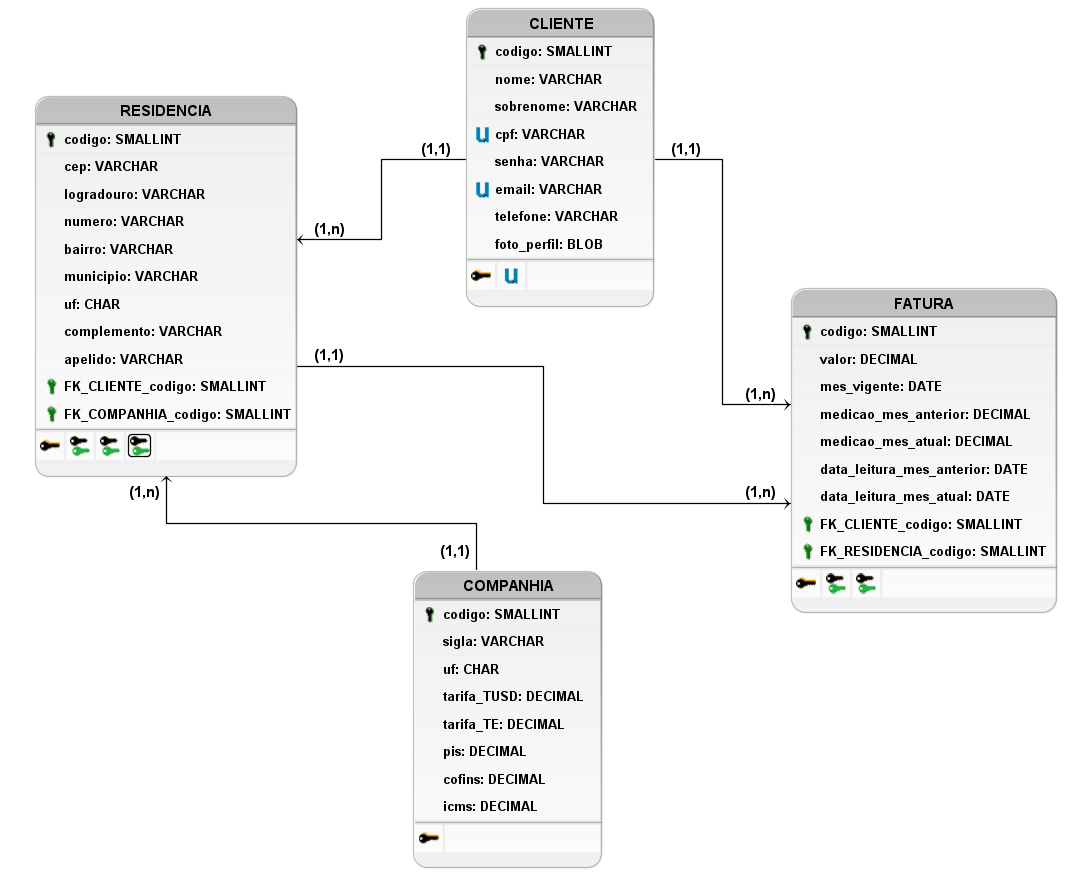 CLIENTE
codigo: SMALLINT
nome: VARCHAR
sobrenome: VARCHAR
U cpf: VARCHAR
senha: VARCHAR
U email: VARCHAR
telefone: VARCHAR
foto_perfil: BLOB
U
RESIDENCIA
codigo: SMALLINT
cep: VARCHAR
logradouro: VARCHAR
numero: VARCHAR
bairro: VARCHAR
municipio: VARCHAR
uf: CHAR
complemento: VARCHAR
apelido: VARCHAR
FK_CLIENTE_codigo: SMALLINT
FK_COMPANHIA_codigo: SMALLINT
(1,1)
(1,n)
(1,1)
(1,n)
(1,1)
(1,n)
FATURA
codigo: SMALLINT
valor: DECIMAL
mes_vigente: DATE
medicao_mes_anterior: DECIMAL
medicao_mes_atual: DECIMAL
data_leitura_mes_anterior: DATE
data_leitura_mes_atual: DATE
FK_CLIENTE_codigo: SMALLINT
FK_RESIDENCIA_codigo: SMALLINT
(1,n)
(1,1)
COMPANHIA
codigo: SMALLINT
sigla: VARCHAR
uf: CHAR
tarifa_TUSD: DECIMAL
tarifa_TE: DECIMAL
pis: DECIMAL
cofins: DECIMAL
icms: DECIMAL